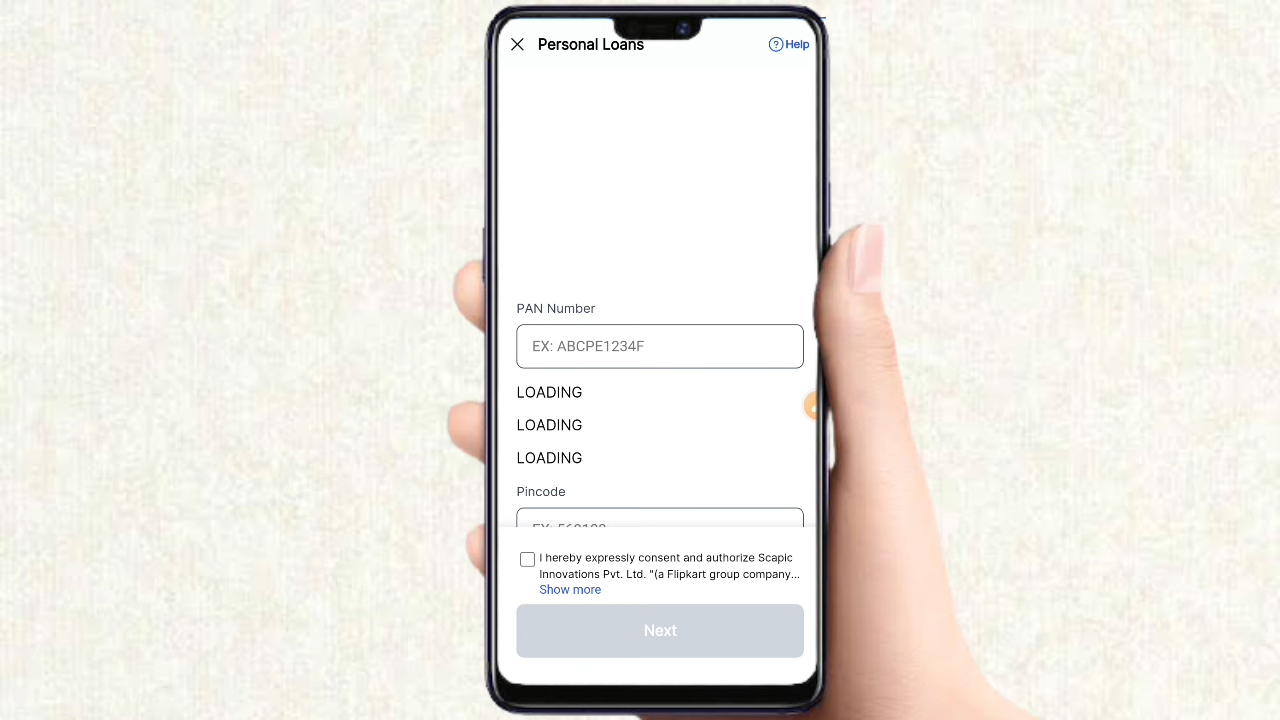 Personal Loans
Help
PAN Number
EX: ABCPE1234F
LOADING
LOADING
LOADING
Pincode
I hereby expressly consent and authorize Scapic
Innovations Pvt. Ltd. "(a Flipkart group company...
Show more
Next